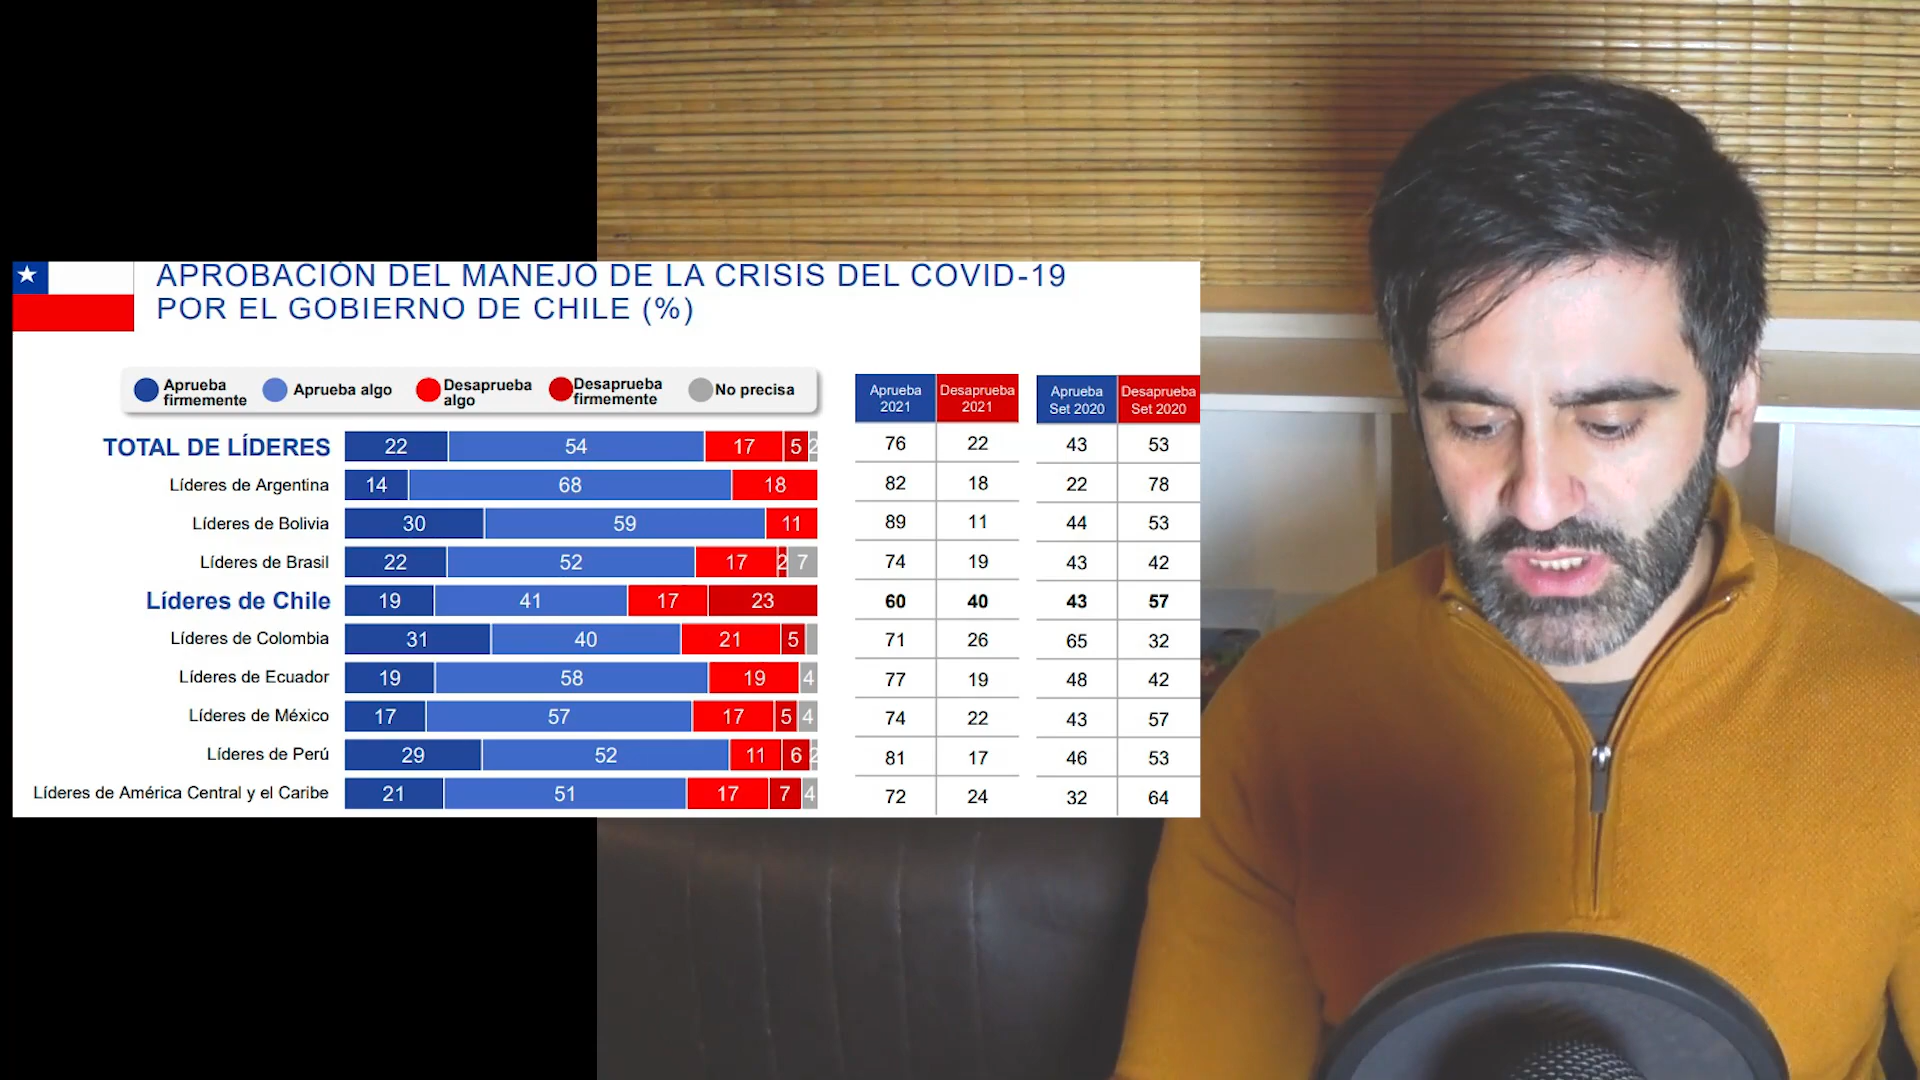 APROBACIÓN DEL MANEJO DE LA CRISIS DEL COVID-19
POR EL GOBIERNO DE CHILE (%)
Aprueba firmemente
Aprueba algo
Desaprueba algo
Desaprueba firmemente
No precisa
Aprueba 2021
Desaprueba 2021
Aprueba Set 2020
Desaprueba Set 2020
TOTAL DE LÍDERES 22 54 17 5 2 76 22 43 53
Líderes de Argentina 14 68 18 82 18 22 78
Líderes de Bolivia 30 59 11 89 11 44 53
Líderes de Brasil 22 52 17 2 7 74 19 43 42
Líderes de Chile 19 41 17 23 60 40 43 57
Líderes de Colombia 31 40 21 5 71 26 65 32
Líderes de Ecuador 19 58 19 4 77 19 48 42
Líderes de México 17 57 17 5 4 74 22 43 57
Líderes de Perú 29 52 11 6 2 81 17 46 53
Líderes de América Central y el Caribe 21 51 17 7 4 72 24 32 64